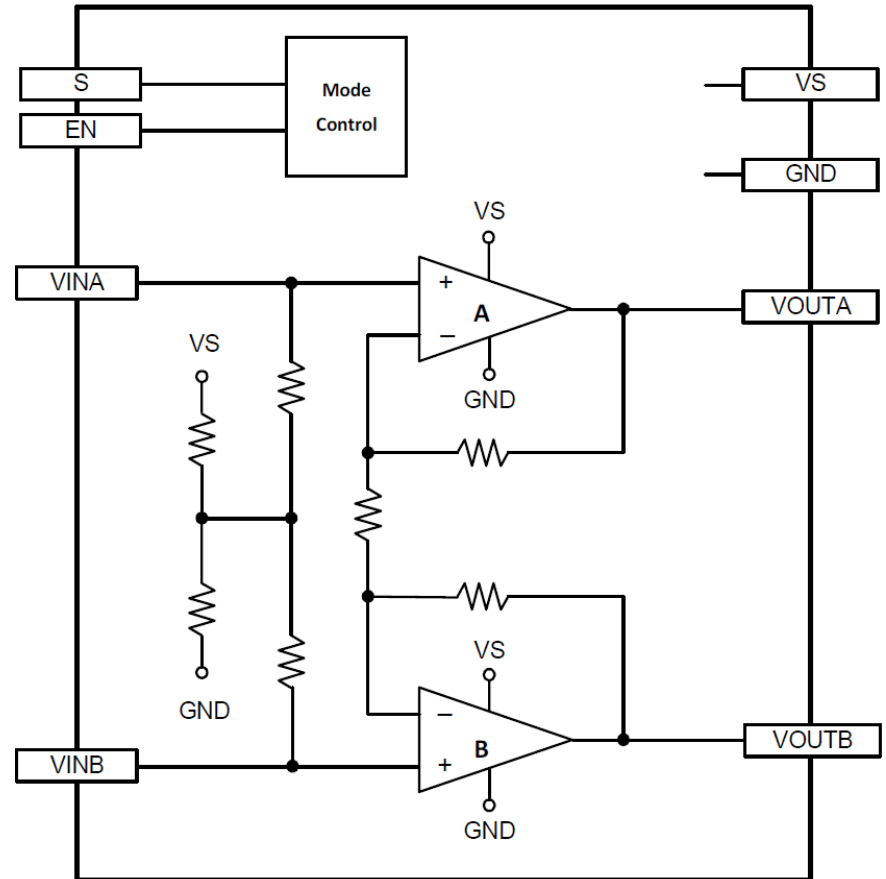 S
EN
Mode
Control
VS
GND
VINA
VS
+
A
−
GND
VOUTA
VS
GND
VS
−
B
+
GND
VINB
VOUTB